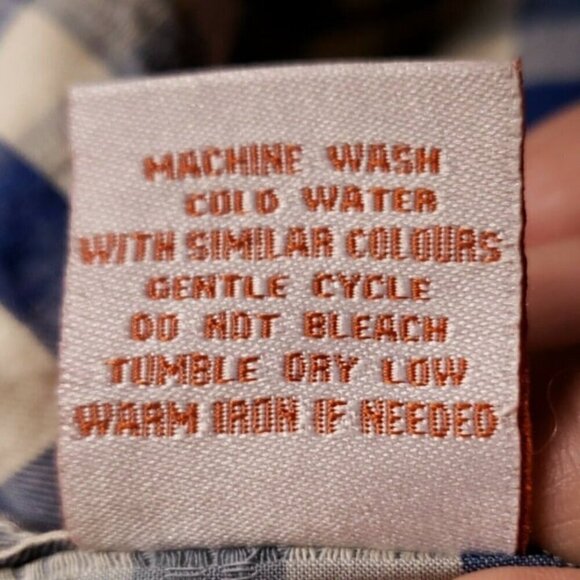 MACHINE WASH
COLD WATER
WITH SIMILAR COLOURS
GENTLE CYCLE
DO NOT BLEACH
TUMBLE DRY LOW
WARM IRON IF NEEDED